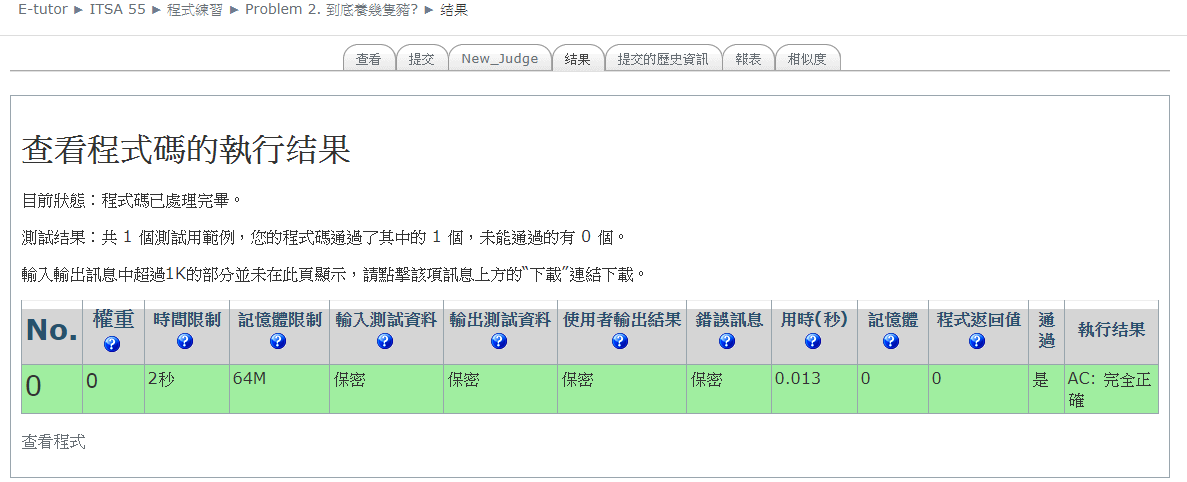 E-tutor ► ITSA 55 ► 程式練習 ► Problem 2. 到底養幾隻豬? ► 结果
查看 提交 New_Judge 结果 提交的歷史資訊 報表 相似度
查看程式碼的執行结果
目前狀態：程式碼已處理完畢。
測試结果：共 1 個測試用範例，您的程式碼通過了其中的 1 個，未能通過的有 0 個。
輸入輸出訊息中超過1K的部分並未在此頁顯示，請點擊該項訊息上方的“下載”連結下載。
No. 權重 時間限制 記憶體限制 輸入測試資料 輸出測試資料 使用者輸出結果 錯誤訊息 用時(秒) 記憶體 程式返回值 通過 執行结果
0 0 2秒 64M 保密 保密 保密 保密 0.013 0 0 是 AC: 完全正確
查看程式